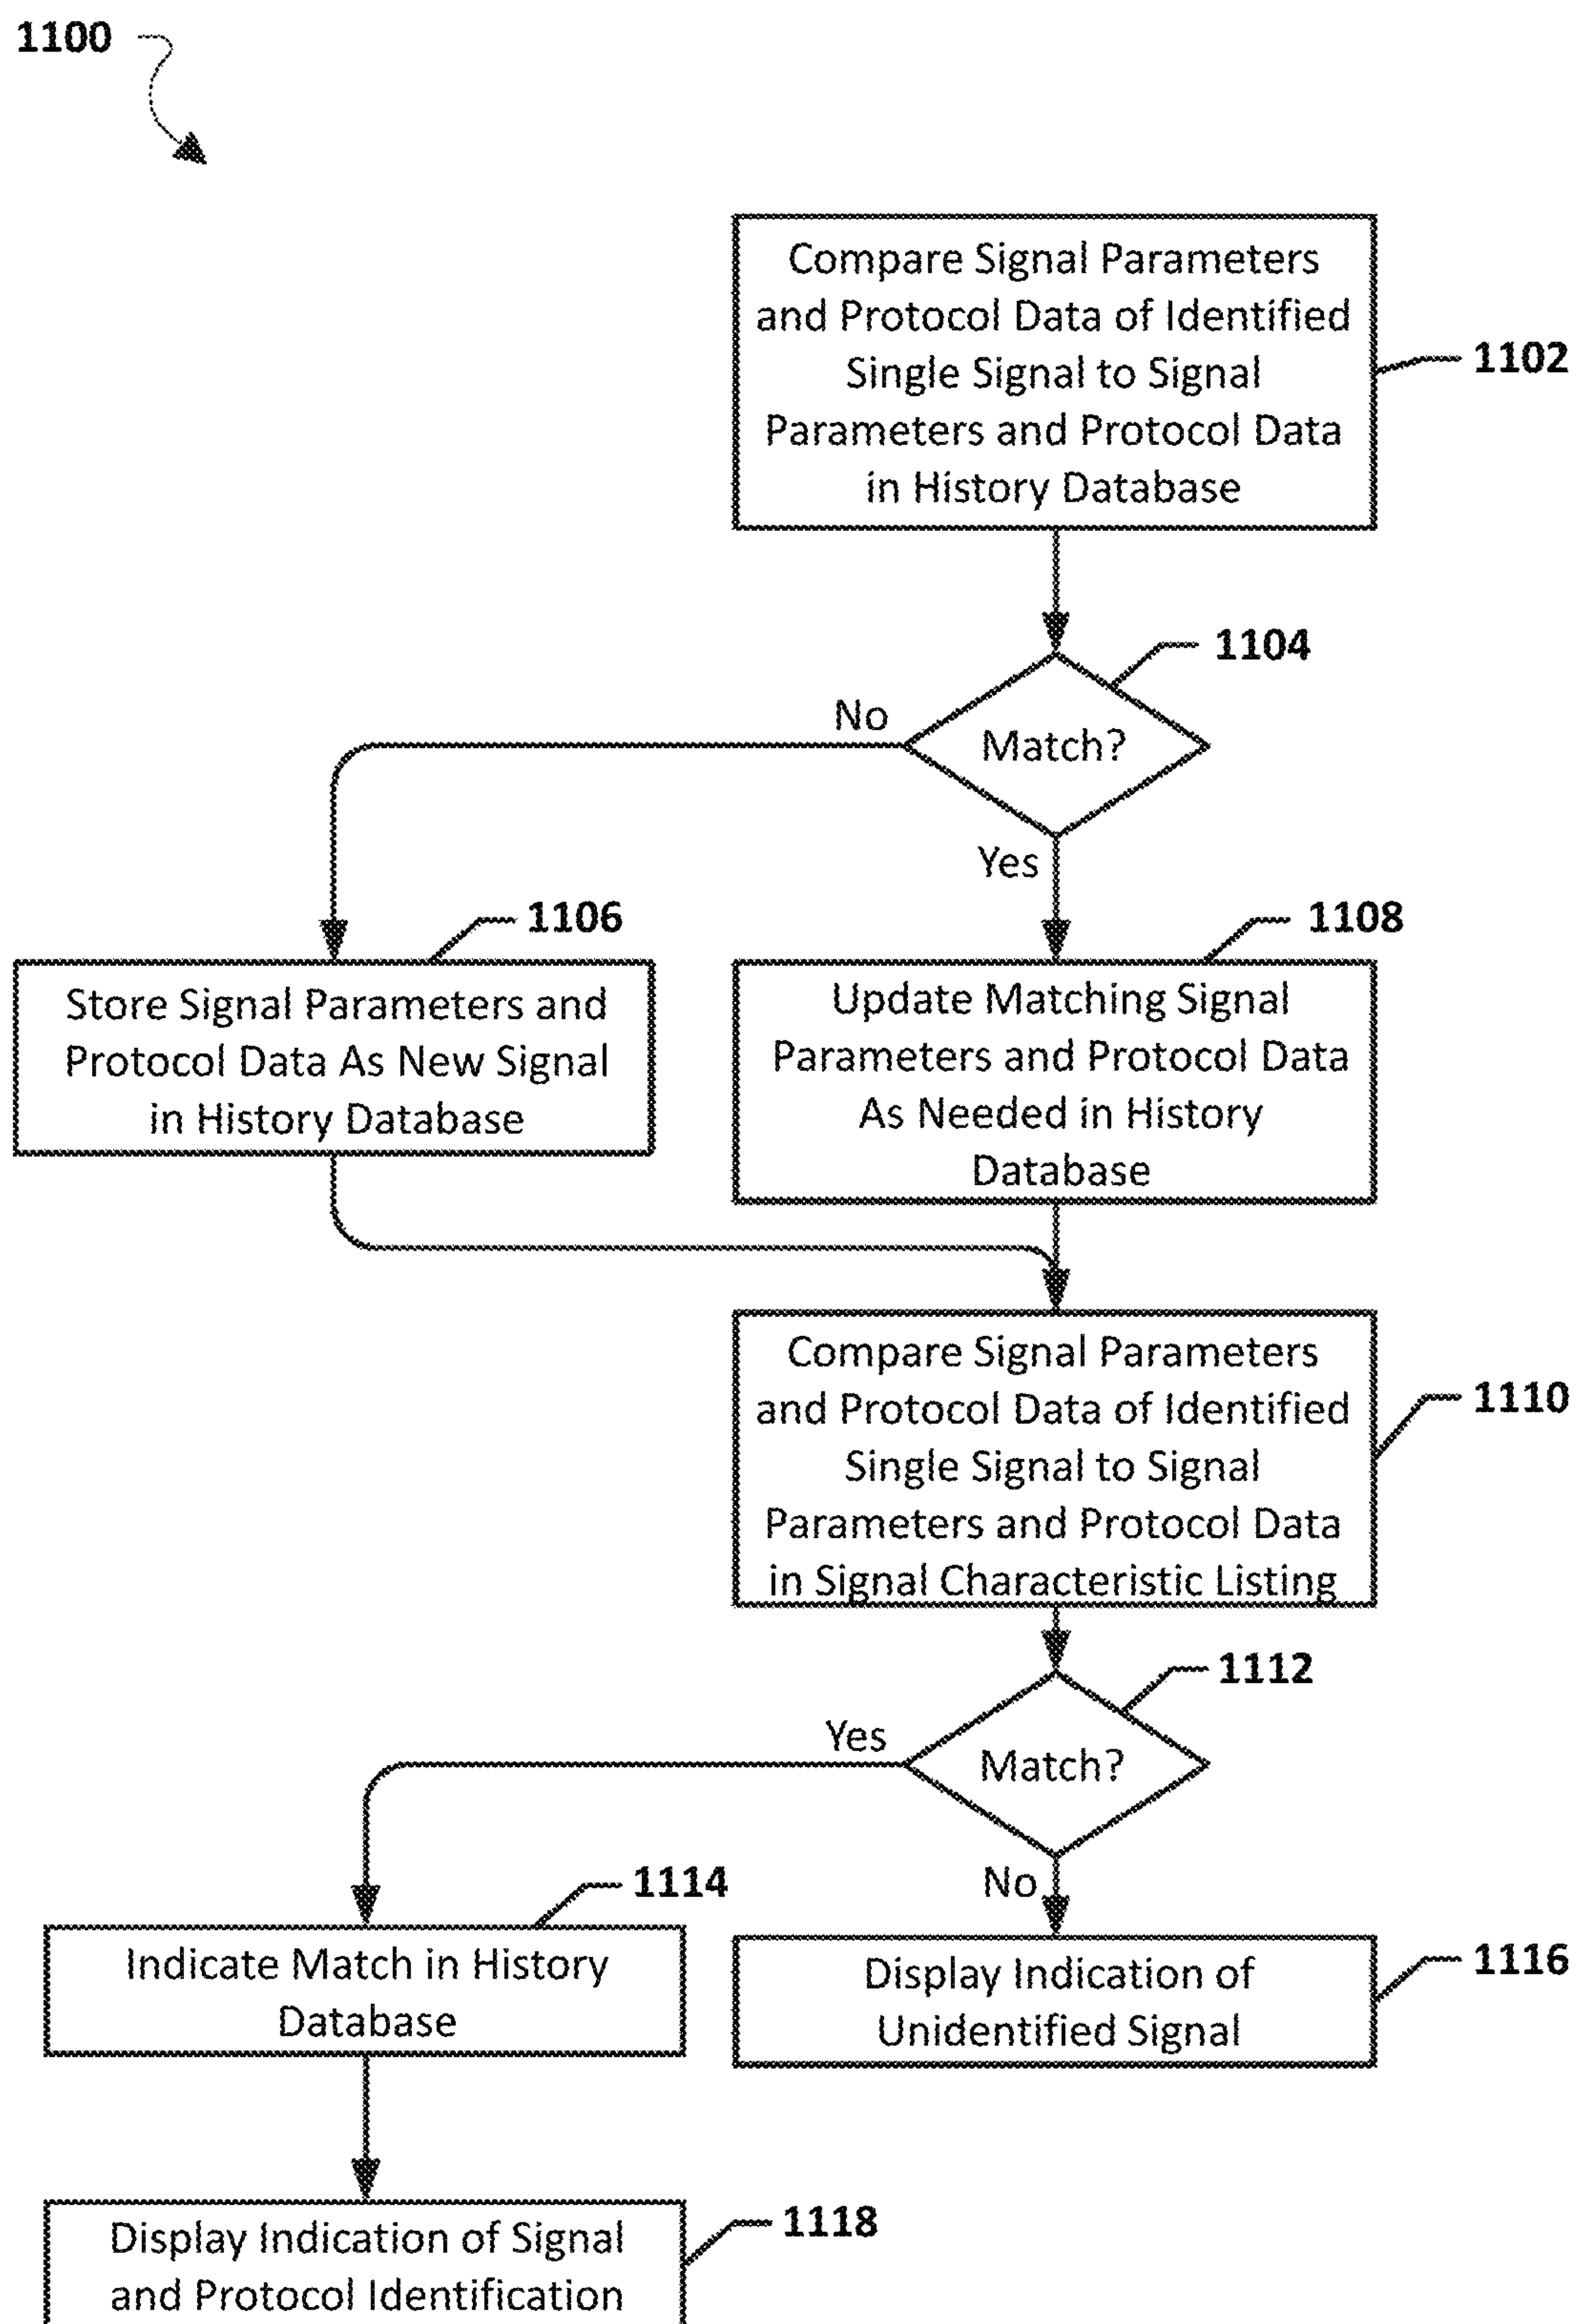 1100
Compare Signal Parameters
and Protocol Data of Identified
Single Signal to Signal
Parameters and Protocol Data
in History Database
1102
1104
Match?
No
Yes
1106
Store Signal Parameters and
Protocol Data As New Signal
in History Database
1108
Update Matching Signal
Parameters and Protocol Data
As Needed in History
Database
Compare Signal Parameters
and Protocol Data of Identified
Single Signal to Signal
Parameters and Protocol Data
in Signal Characteristic Listing
1110
1112
Match?
Yes
No
1114
Indicate Match in History
Database
Display Indication of
Unidentified Signal
1116
Display Indication of Signal
and Protocol Identification
1118